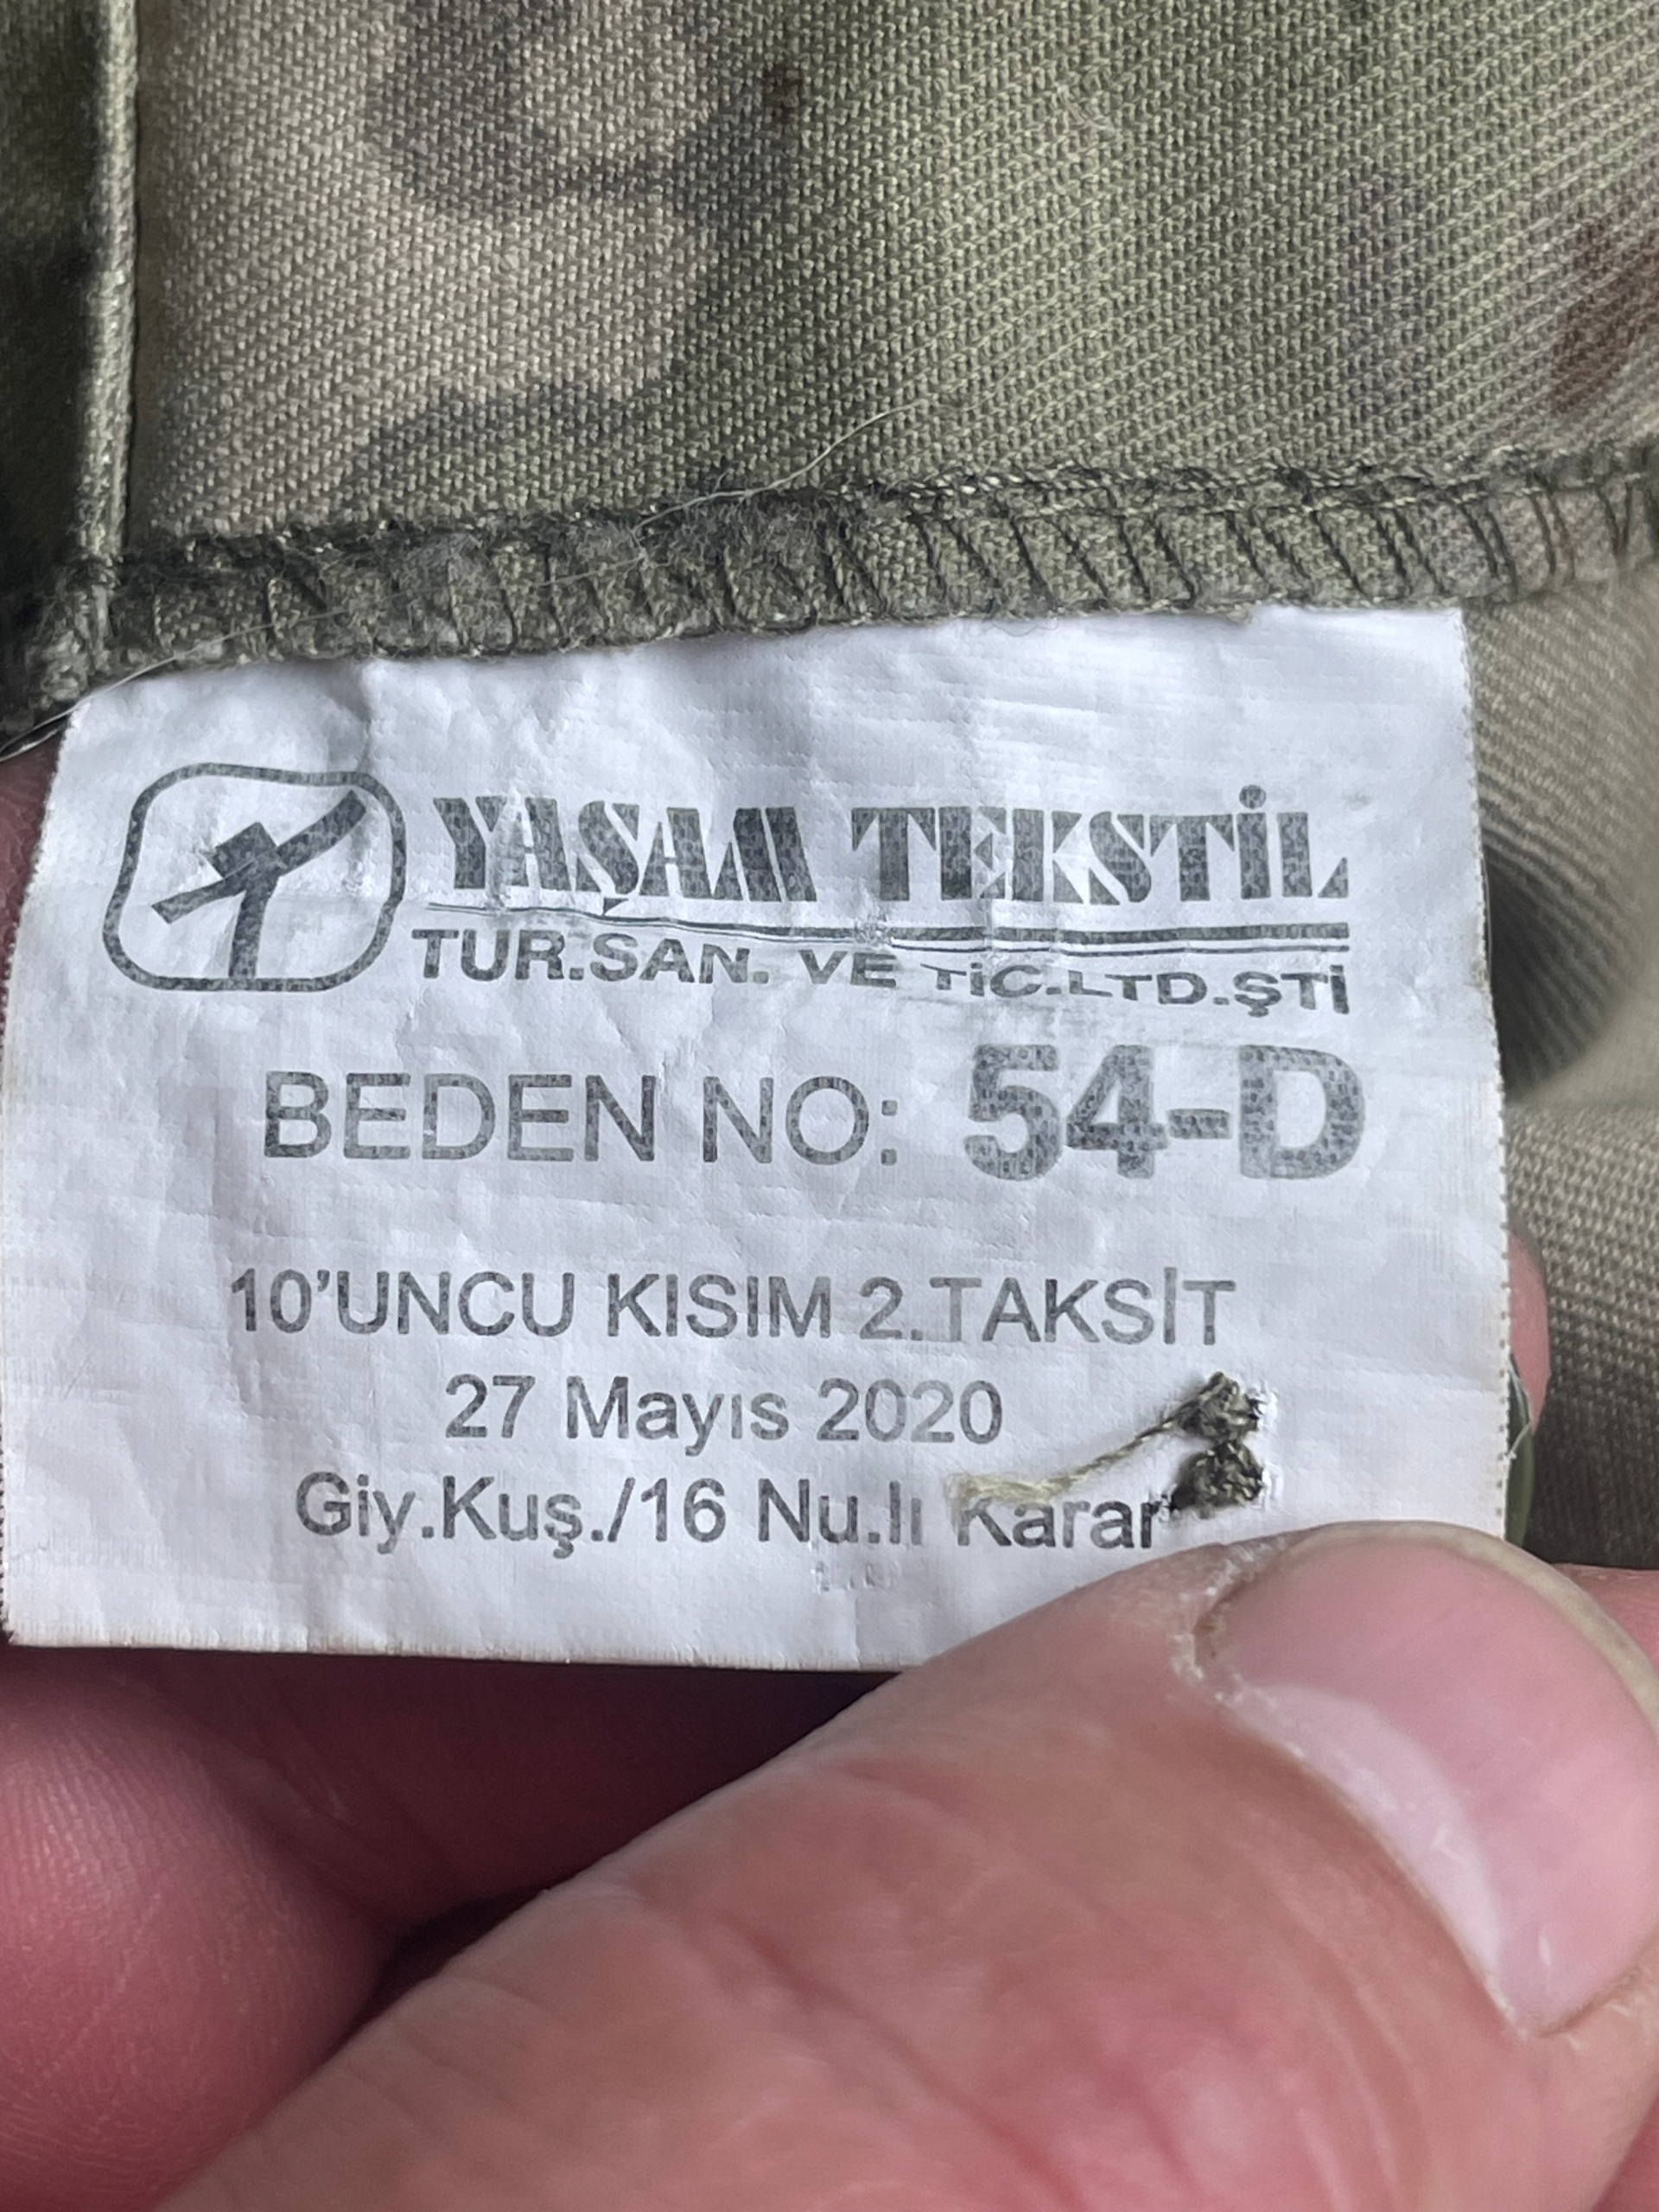 YAŞAM TEKSTİL
TUR.SAN. VE TİC.LTD.ŞTİ
BEDEN NO: 54-D
10'UNCU KISIM 2.TAKSİT
27 Mayıs 2020
Giy.Kuş./16 Nu.lı Karar